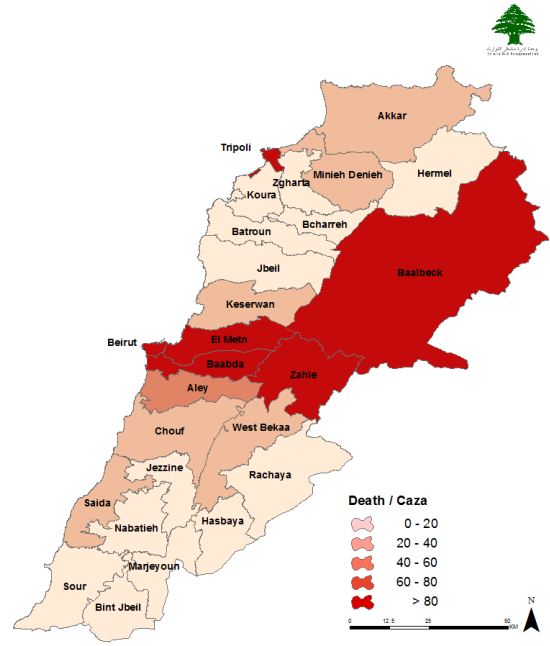 Akkar
Tripoli
Minieh Denieh
Hermel
Zgharta
Koura
Bcharreh
Batroun
Jbeil
Baalbeck
Keserwan
El Metn
Beirut
Baabda
Zahle
Aley
West Bekaa
Chouf
Jezzine
Rachaya
Saida
Hasbaya
Nabatieh
Marjeyoun
Sour
Bint Jbeil
Death / Caza
0 - 20
20 - 40
40 - 60
60 - 80
> 80
N
0 12.5 25 50
KM